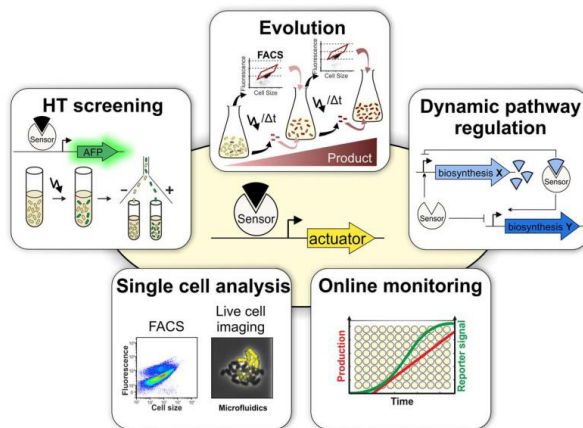 Evolution
FACS
Fluorescence
Cell Size
Fluorescence
Cell Size
/Δt
/Δt
Product
HT screening
Sensor
AFP
−
+
Dynamic pathway
regulation
biosynthesis X
Sensor
Sensor
biosynthesis Y
Sensor
actuator
Single cell analysis
FACS
Live cell
imaging
Fluorescence
Cell size
Microfluidics
Online monitoring
Production
Reporter signal
Time